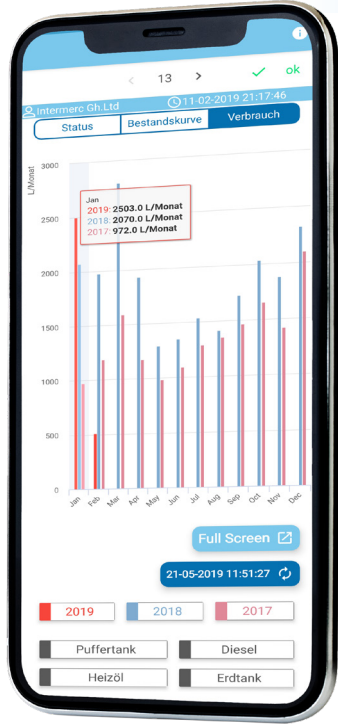 i
< 13 > ✓ ok
Intermerc Gh.Ltd 11-02-2019 21:17:46
Status Bestandskurve Verbrauch
L/Monat
3000
Jan
2019: 2503.0 L/Monat
2018: 2070.0 L/Monat
2017: 972.0 L/Monat
2500
2000
1500
1000
500
0
Jan Feb Mar Apr May Jun Jul Aug Sep Oct Nov Dec
Full Screen
21-05-2019 11:51:27
2019 2018 2017
Puffertank Diesel
Heizöl Erdtank